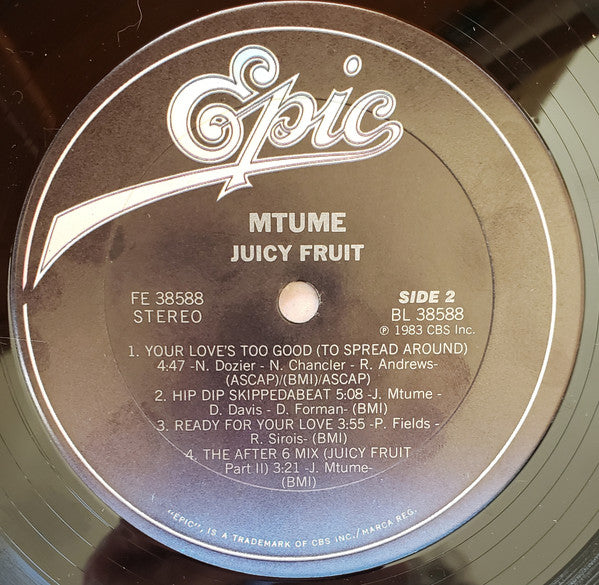 Epic
MTUME
JUICY FRUIT
FE 38588
STEREO
SIDE 2
BL 38588
℗ 1983 CBS Inc.
1. YOUR LOVE'S TOO GOOD (TO SPREAD AROUND)
4:47 -N. Dozier - N. Chancler - R. Andrews-
(ASCAP)/(BMI)/ASCAP)
2. HIP DIP SKIPPEDABEAT 5:08 -J. Mtume -
D. Davis - D. Forman- (BMI)
3. READY FOR YOUR LOVE 3:55 -P. Fields -
R. Sirois- (BMI)
4. THE AFTER 6 MIX (JUICY FRUIT
Part II) 3:21 -J. Mtume-
(BMI)
"EPIC", IS A TRADEMARK OF CBS INC./MARCA REG.